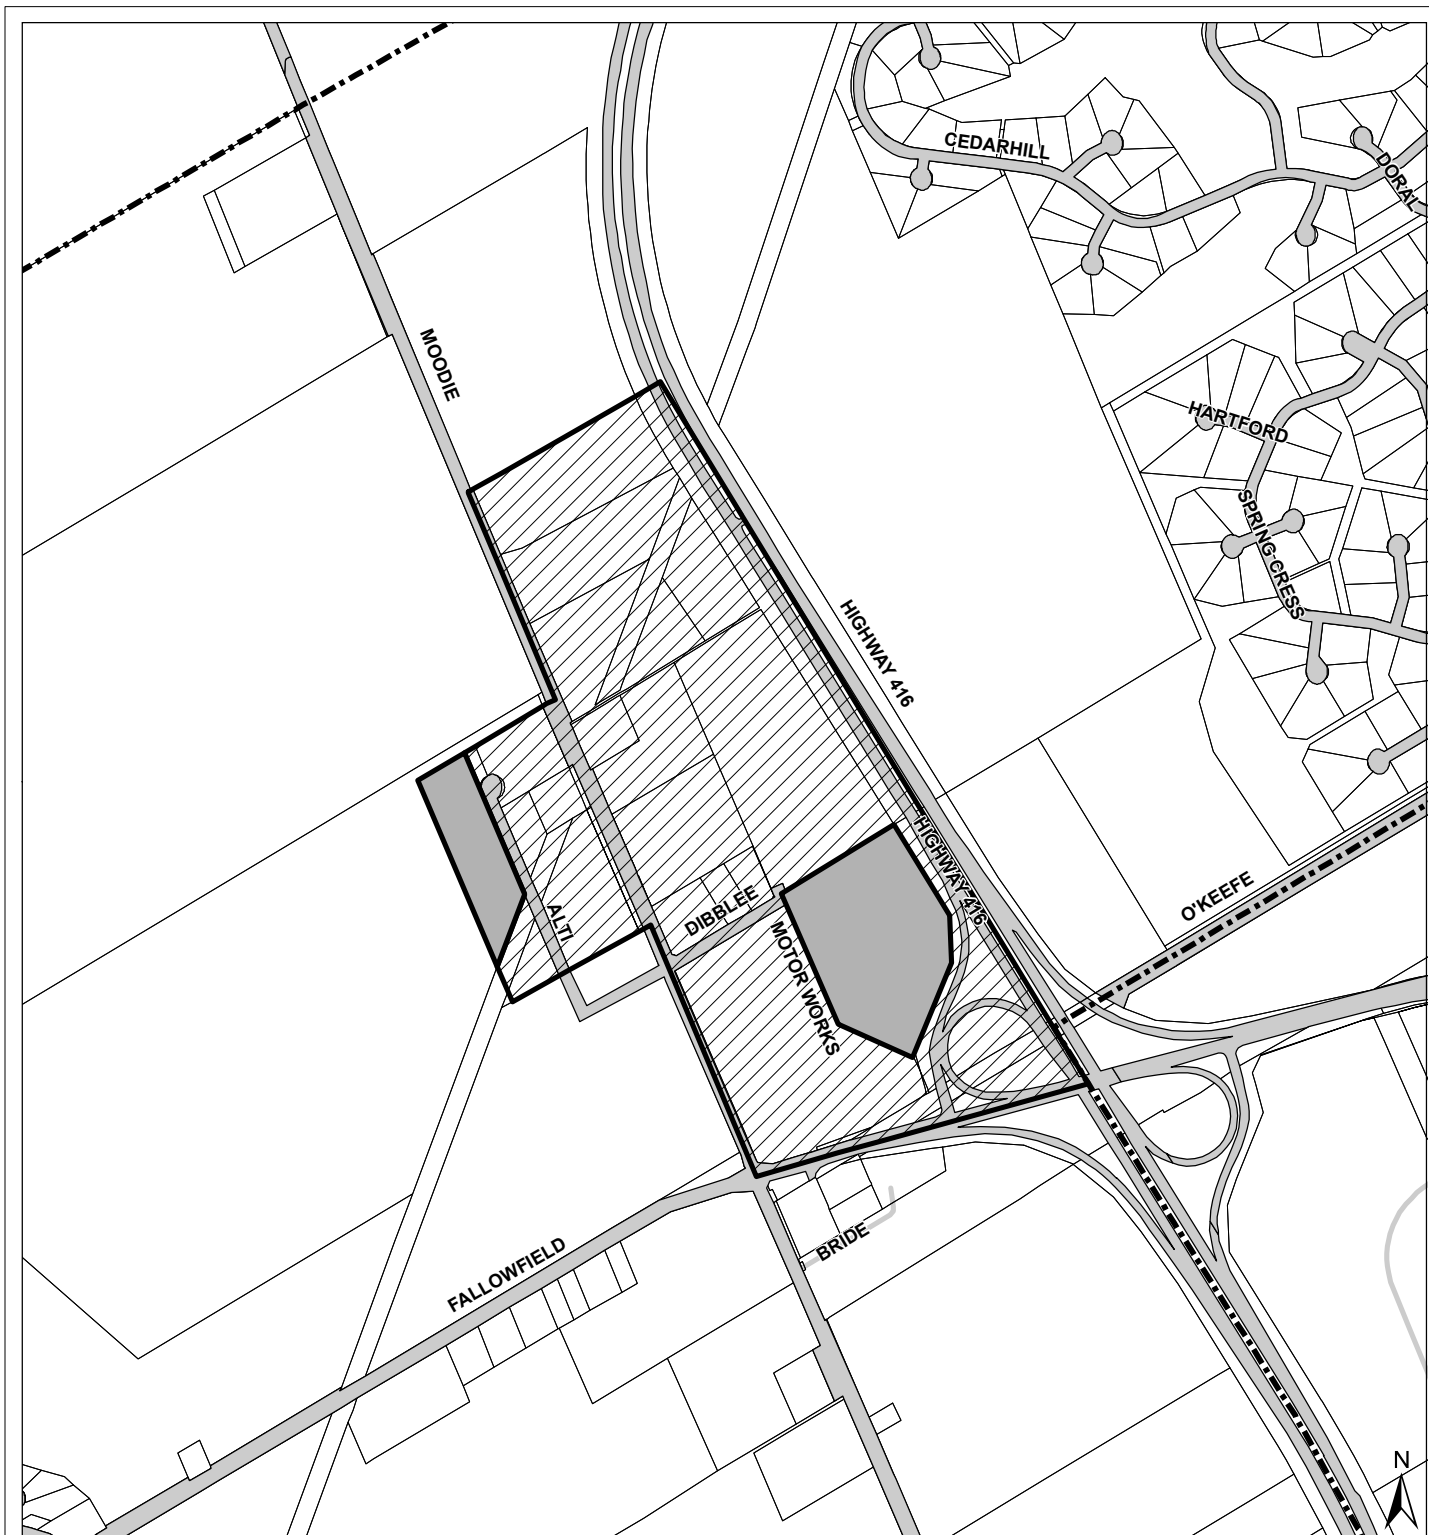 CEDARHILL
DORAL
MOODIE
HARTFORD
SPRING CRESS
HIGHWAY 416
HIGHWAY 416
O'KEEFE
DIBBLEE
ALTI
MOTOR WORKS
BRIDE
FALLOWFIELD
N